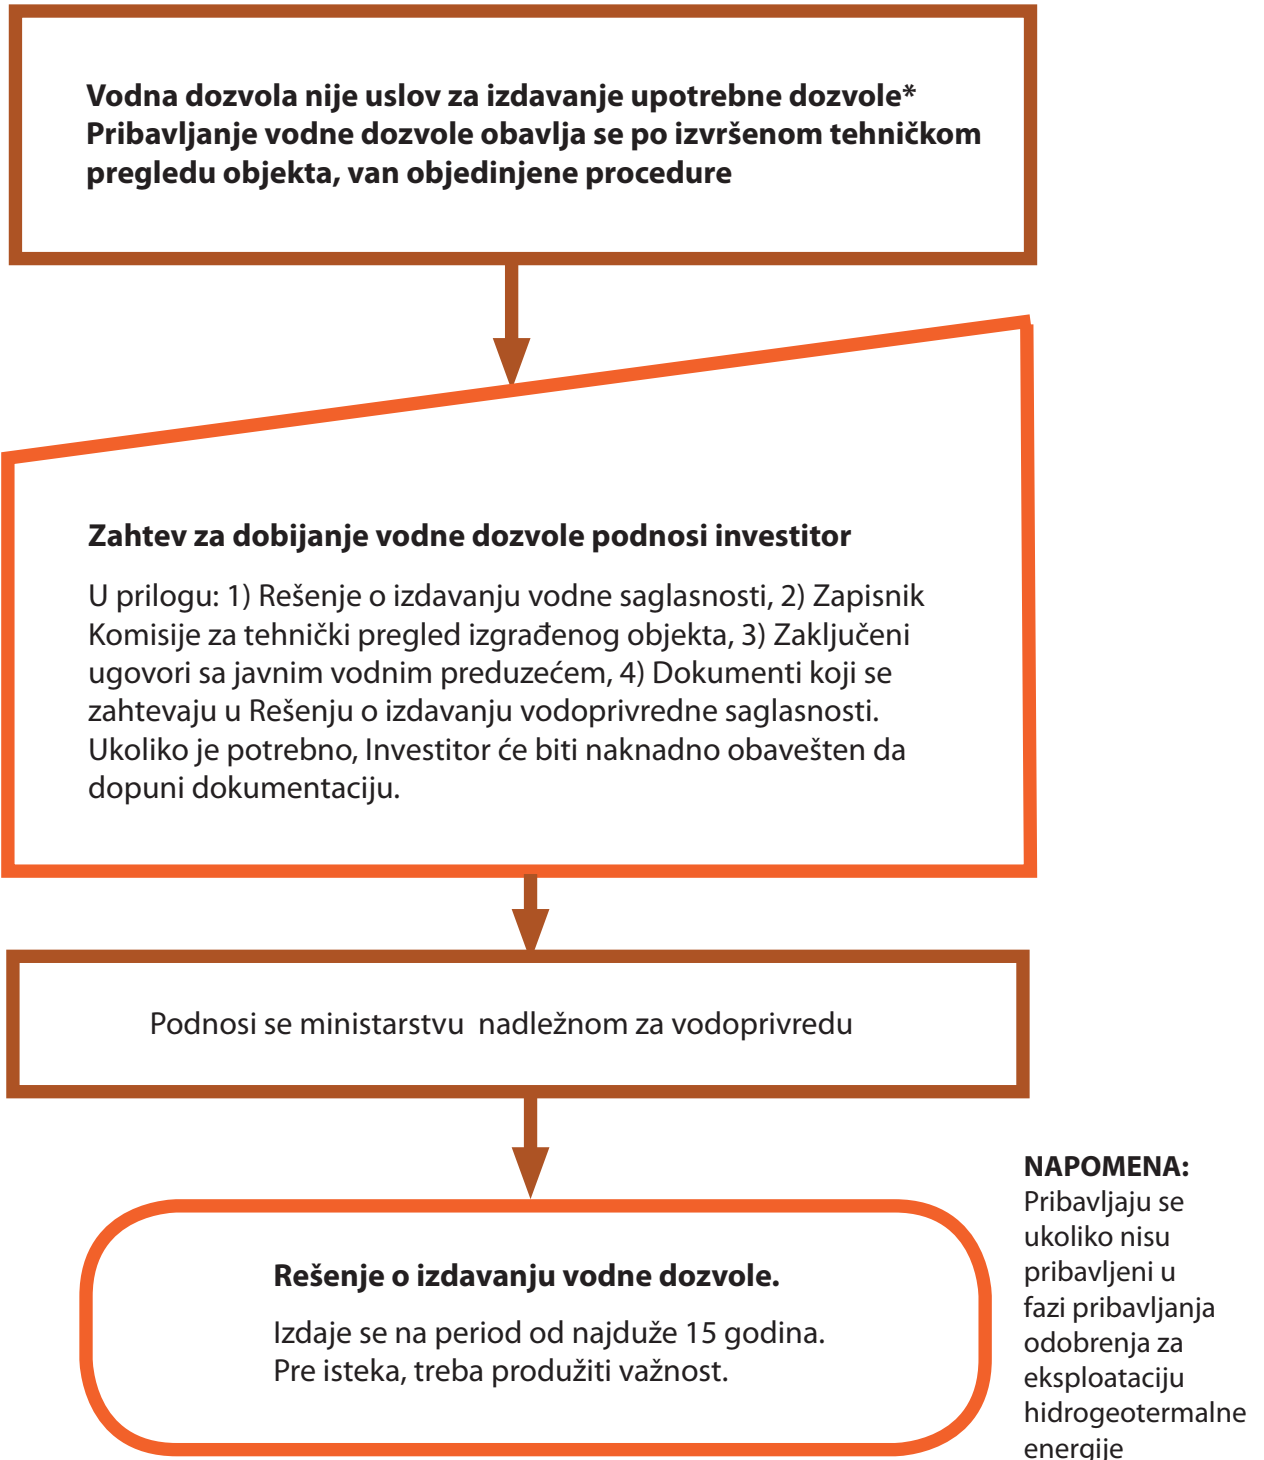 Vodna dozvola nije uslov za izdavanje upotrebne dozvole*
Pribavljanje vodne dozvole obavlja se po izvršenom tehničkom
pregledu objekta, van objedinjene procedure
Zahtev za dobijanje vodne dozvole podnosi investitor
U prilogu: 1) Rešenje o izdavanju vodne saglasnosti, 2) Zapisnik
Komisije za tehnički pregled izgrađenog objekta, 3) Zaključeni
ugovori sa javnim vodnim preduzećem, 4) Dokumenti koji se
zahtevaju u Rešenju o izdavanju vodoprivredne saglasnosti.
Ukoliko je potrebno, Investitor će biti naknadno obavešten da
dopuni dokumentaciju.
Podnosi se ministarstvu nadležnom za vodoprivredu
Rešenje o izdavanju vodne dozvole.
Izdaje se na period od najduže 15 godina.
Pre isteka, treba produžiti važnost.
NAPOMENA:
Pribavljaju se
ukoliko nisu
pribavljeni u
fazi pribavljanja
odobrenja za
eksploataciju
hidrogeotermalne
energije